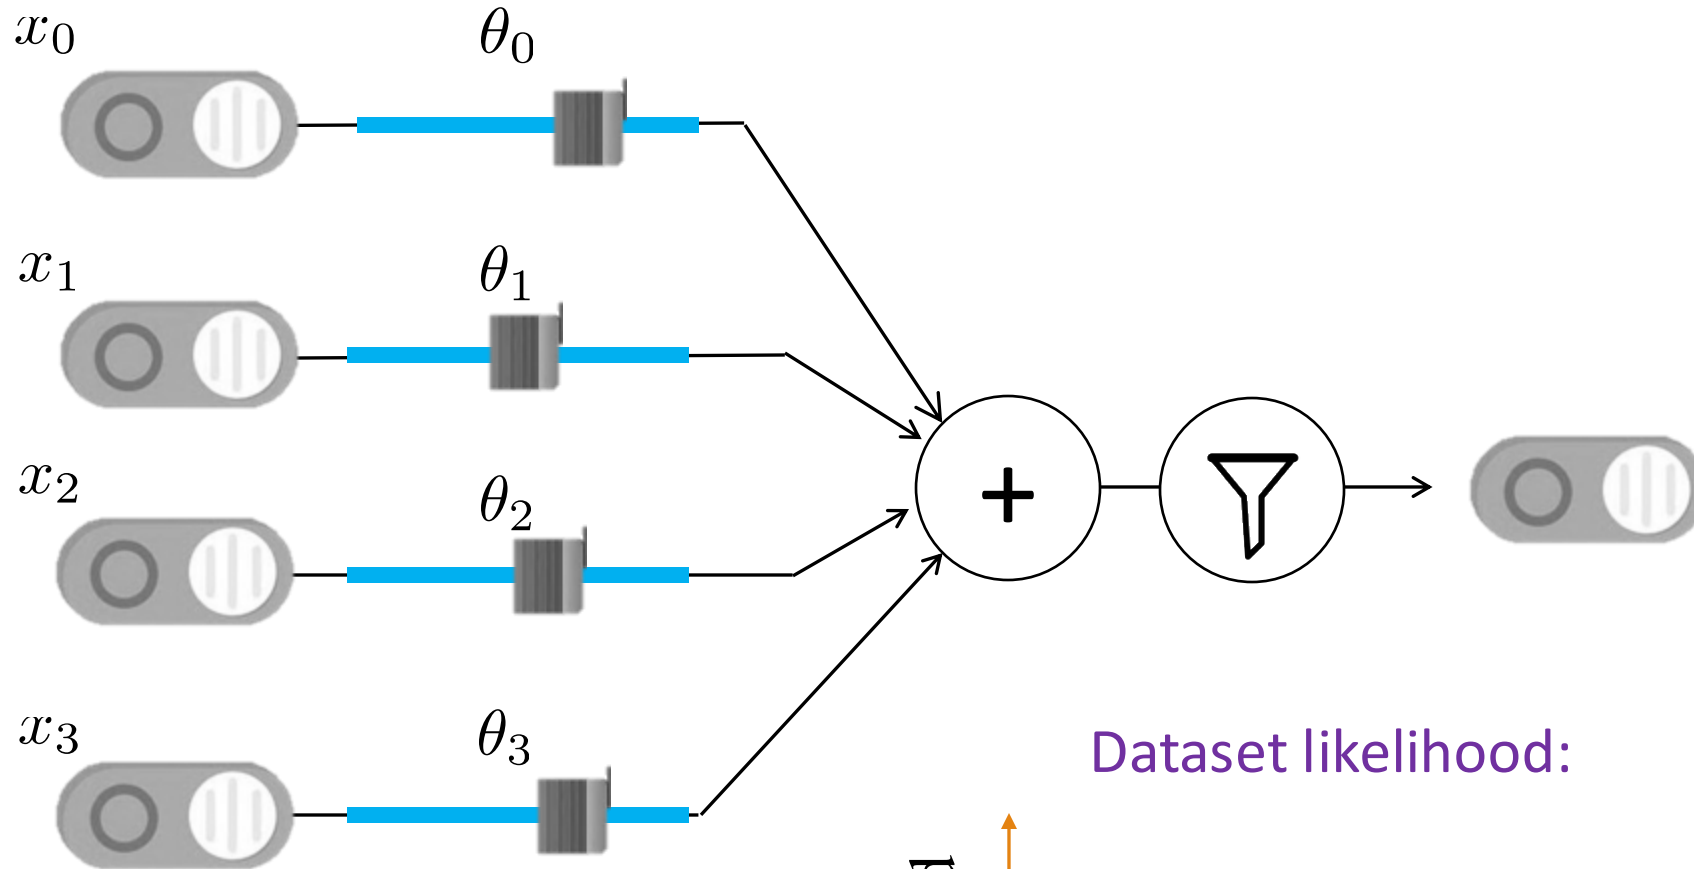 x₀ θ₀
x₁ θ₁
x₂ θ₂
+
x₃ θ₃
Dataset likelihood: